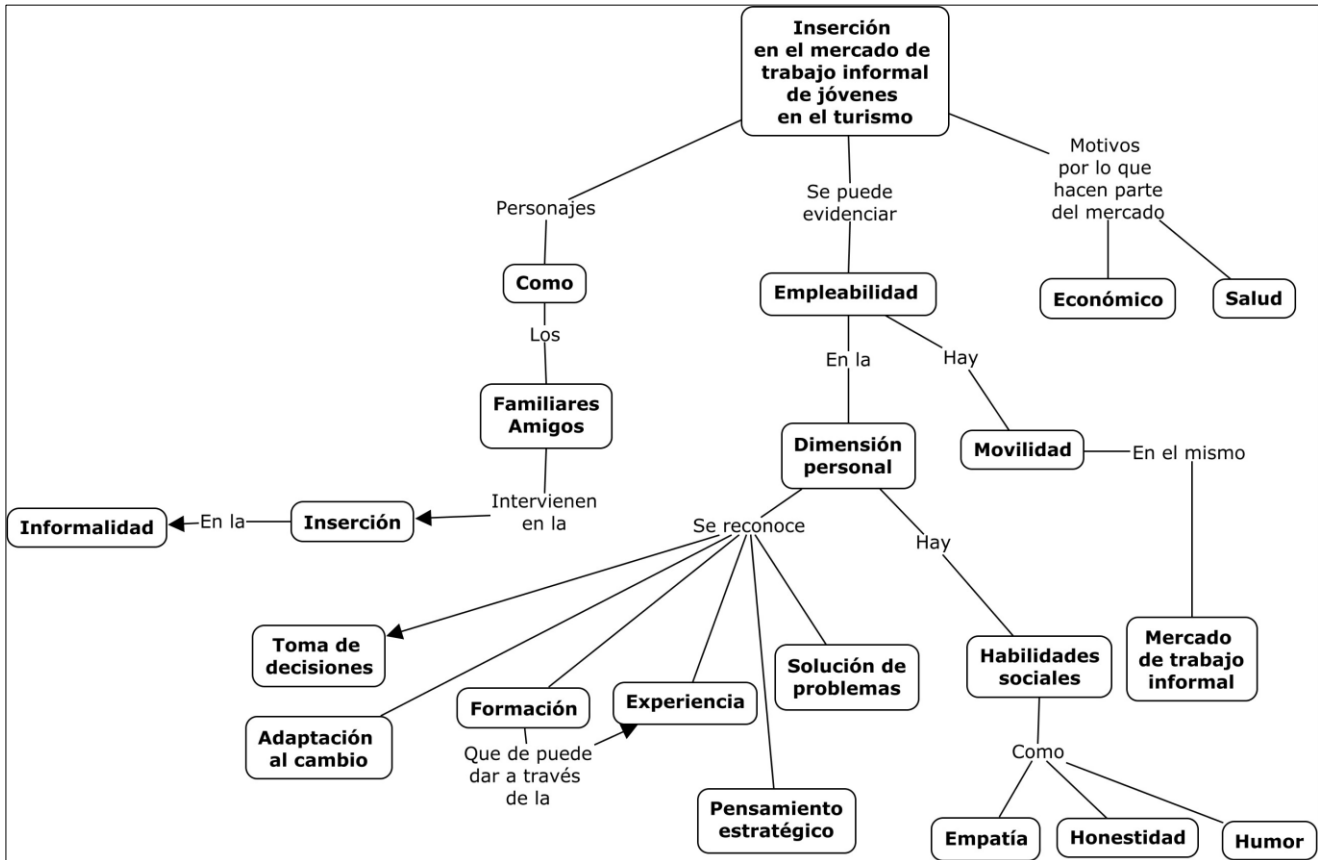 Inserción
en el mercado de
trabajo informal
de jóvenes
en el turismo
Motivos
por lo que
hacen parte
del mercado
Se puede
evidenciar
Personajes
Como
Empleabilidad
Económico
Salud
Los
En la
Hay
Familiares
Amigos
Dimensión
personal
Movilidad
En el mismo
Intervienen
en la
Inserción
En la
Informalidad
Se reconoce
Hay
Toma de
decisiones
Solución de
problemas
Habilidades
sociales
Mercado
de trabajo
informal
Formación
Experiencia
Adaptación
al cambio
Que de puede
dar a través
de la
Como
Pensamiento
estratégico
Empatía
Honestidad
Humor